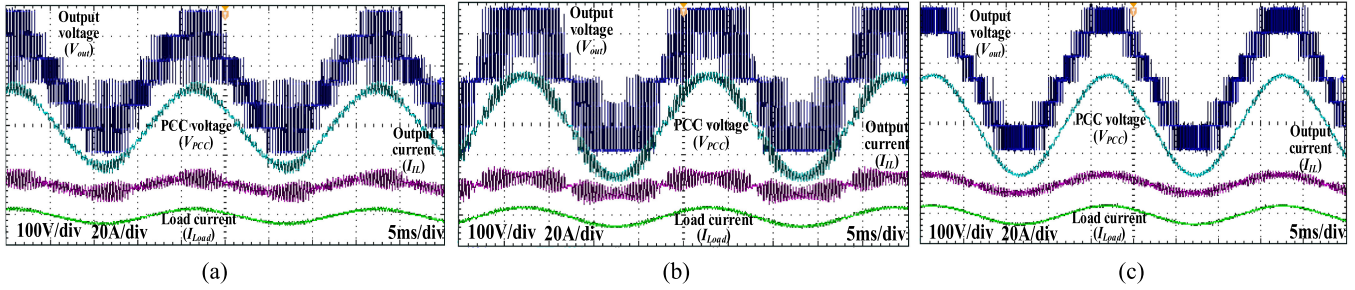 Output
voltage
(Vout)
PCC voltage
(VPCC)
Output
current
(IIL)
Load current
(ILoad)
100V/div 20A/div 5ms/div
(a)
Output
voltage
(Vout)
PCC voltage
(VPCC)
Output
current
(IIL)
Load current
(ILoad)
100V/div 20A/div 5ms/div
(b)
Output
voltage
(Vout)
PCC voltage
(VPCC)
Output
current
(IIL)
Load current
(ILoad)
100V/div 20A/div 5ms/div
(c)